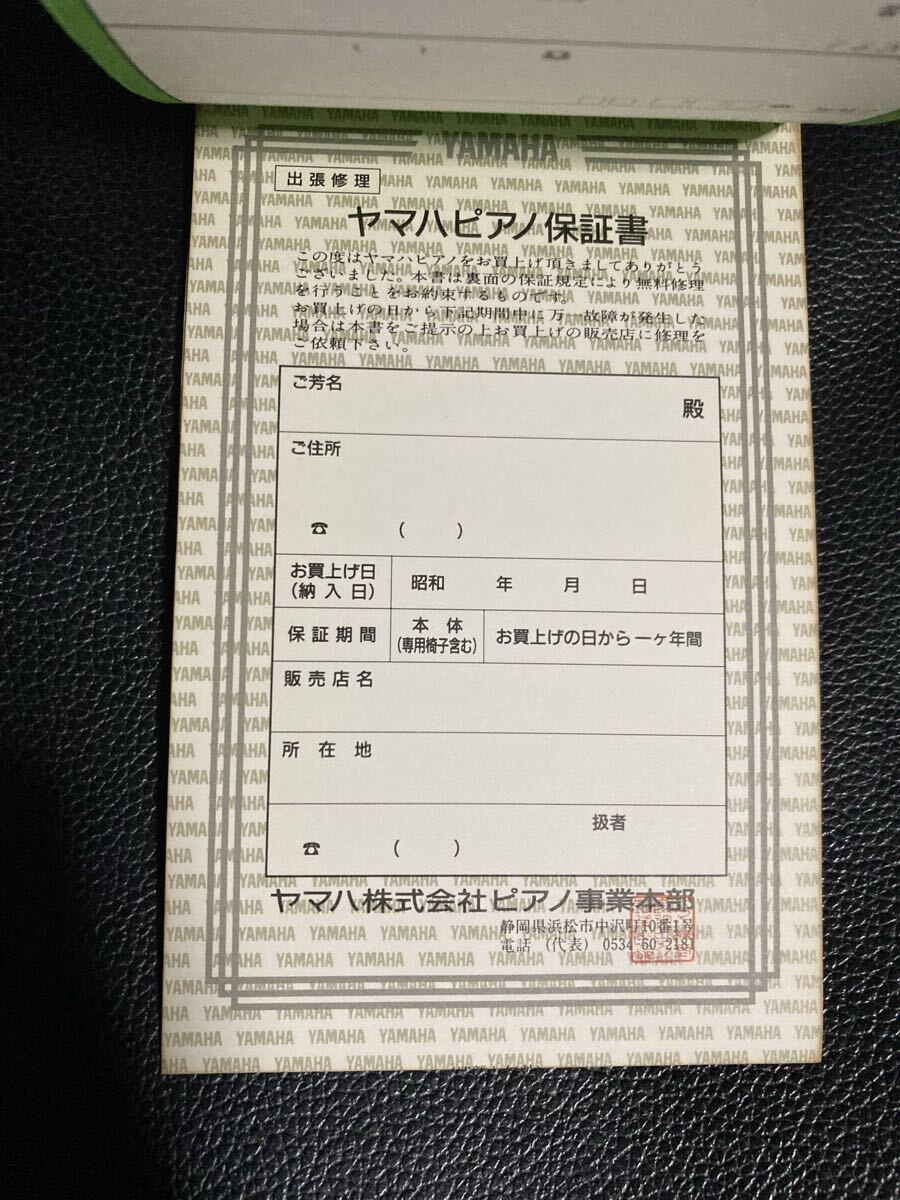 YAMAHA
出張修理
ヤマハピアノ保証書
この度はヤマハピアノをお買上げ頂きましてありがとう
ございました。本書は裏面の保証規定により無料修理
を行うことをお約束するものです。
お買上げの日から下記期間中に万一故障が発生した
場合は本書をご提示の上お買上げの販売店に修理を
ご依頼下さい。
ご芳名
殿
ご住所
☎ ( )
お買上げ日
(納入日)
昭和 年 月 日
保証期間
本体
(専用椅子含む)
お買上げの日から一ヶ年間
販売店名
所在地
扱者
☎ ( )
ヤマハ株式会社ピアノ事業本部
静岡県浜松市中沢町10番1号
電話 (代表) 0534-60-2181